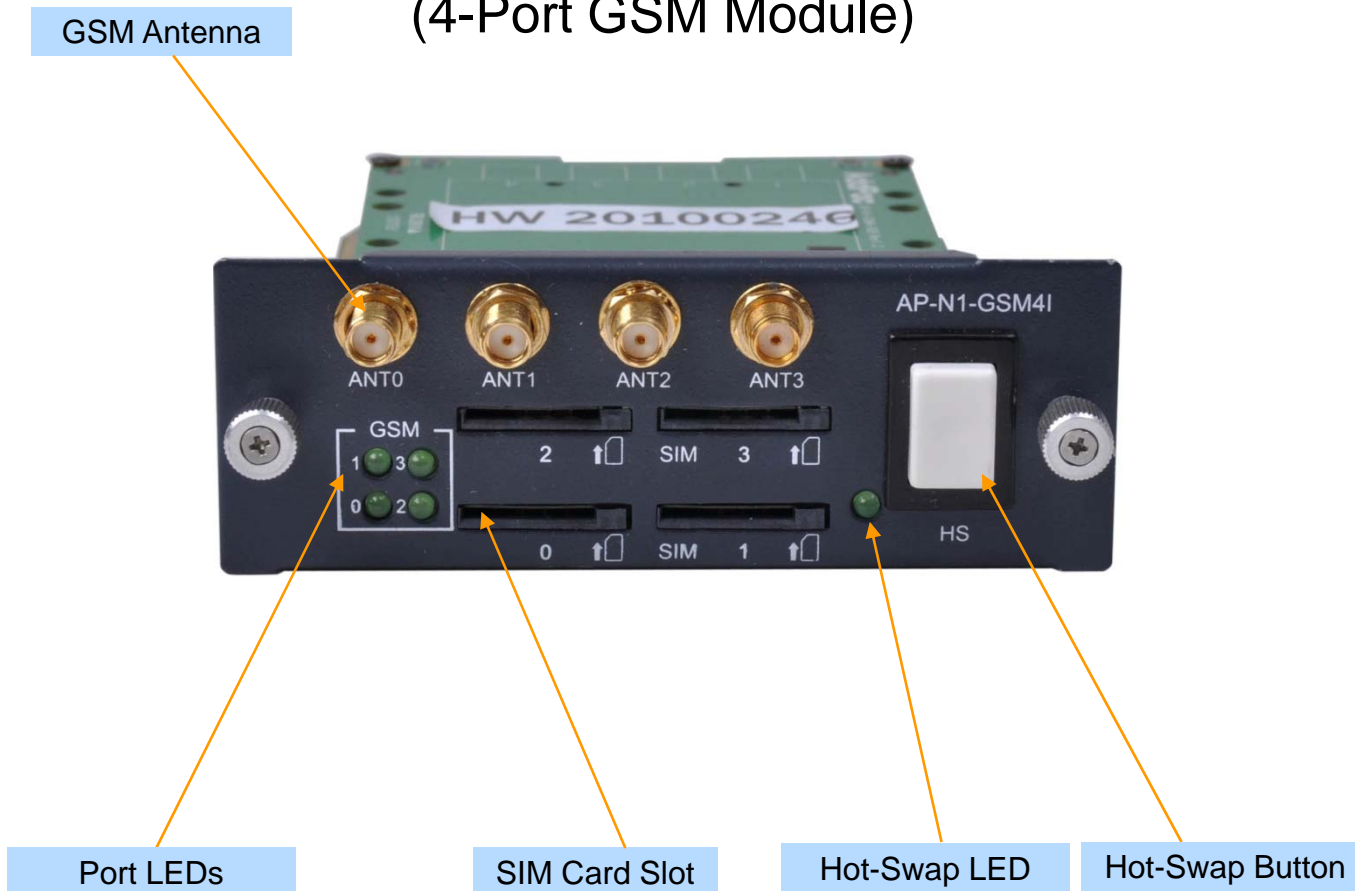 (4-Port GSM Module)
GSM Antenna
HW 20100246
AP-N1-GSM4I
ANT0 ANT1 ANT2 ANT3
GSM
1 3
0 2
2 SIM 3
0 SIM 1
HS
Port LEDs
SIM Card Slot
Hot-Swap LED
Hot-Swap Button